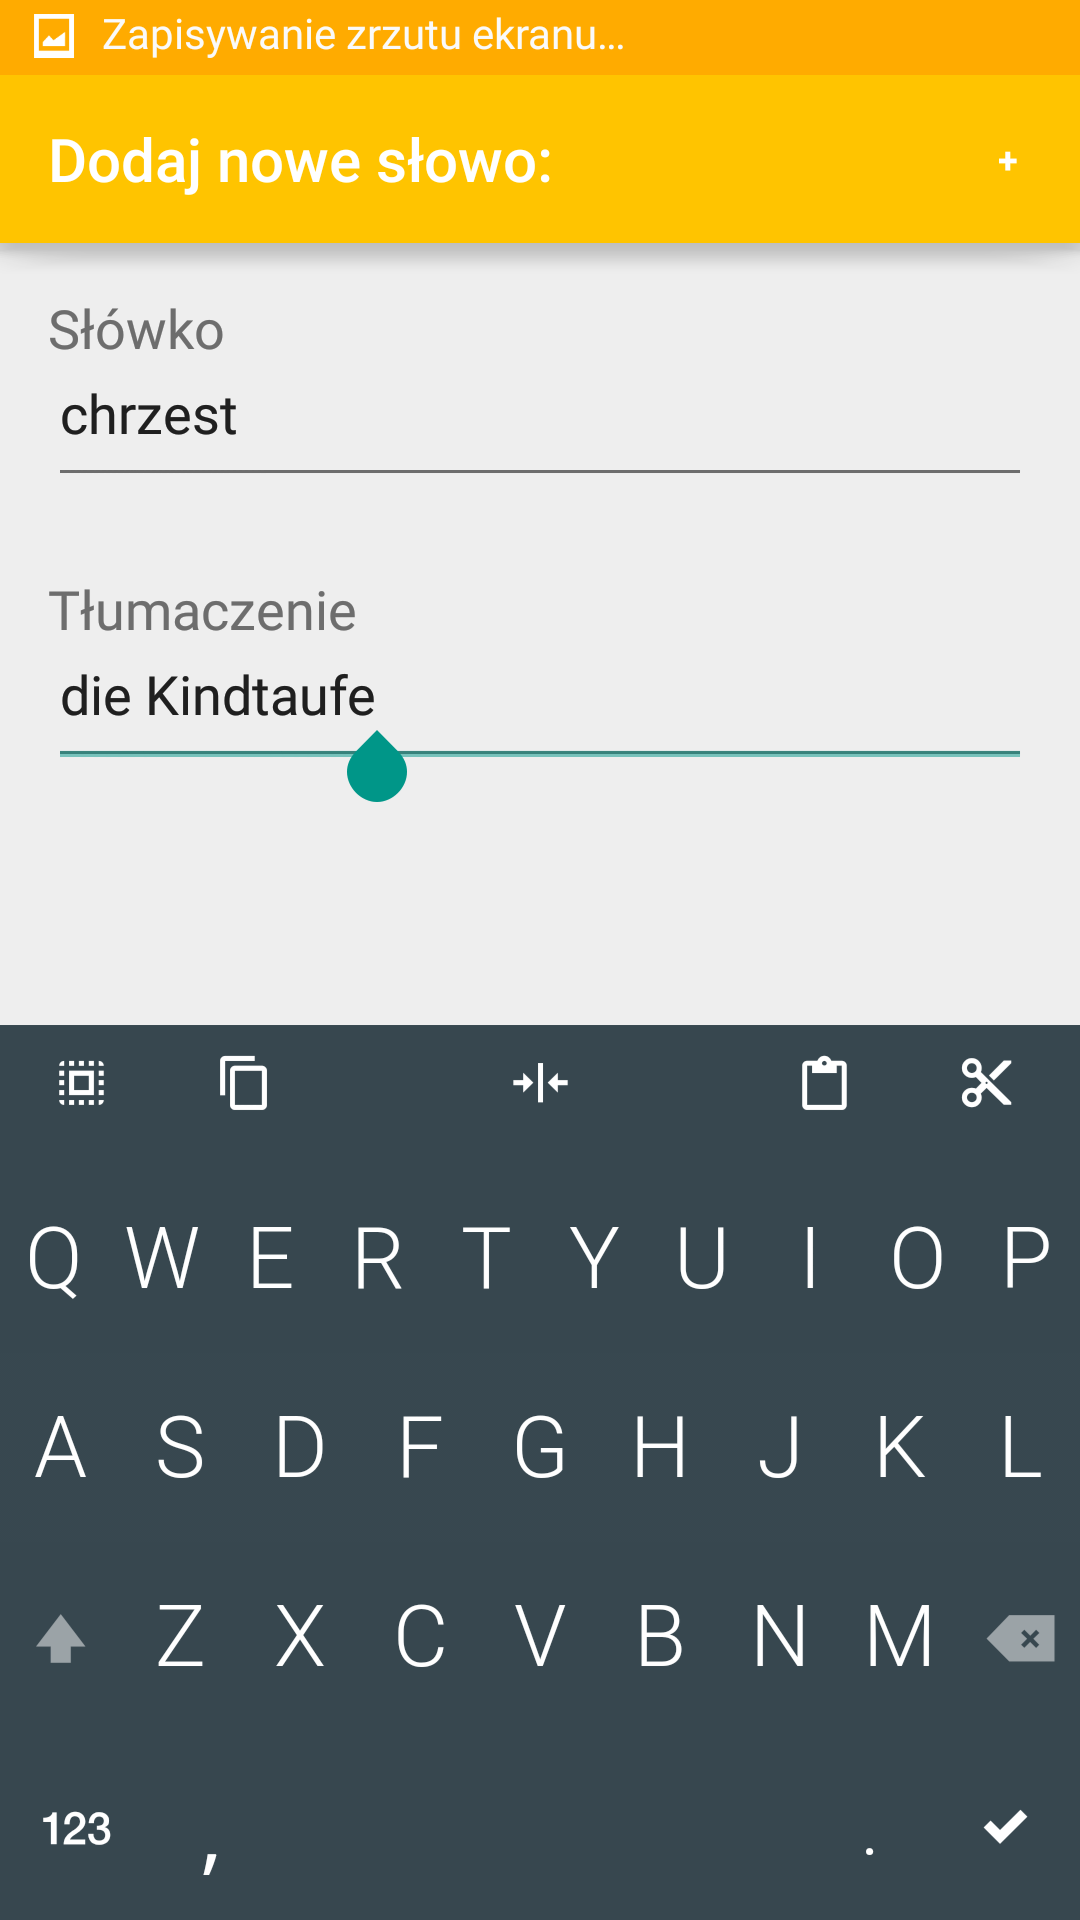 Zapisywanie zrzutu ekranu...
Dodaj nowe słowo: +
Słówko
chrzest
Tłumaczenie
die Kindtaufe
Q W E R T Y U I O P
A S D F G H J K L
Z X C V B N M
123 , .